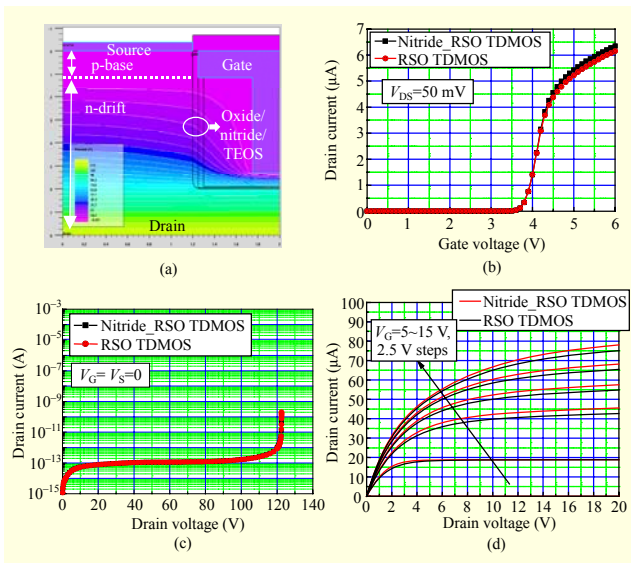 Source
p-base
Gate
n-drift
Oxide/
nitride/
TEOS
Drain
(a)
Drain current (μA)
7
6
5
4
3
2
1
0
Nitride_RSO TDMOS
RSO TDMOS
VDS=50 mV
0 1 2 3 4 5 6
Gate voltage (V)
(b)
Drain current (A)
10−3
10−5
10−7
10−9
10−11
10−13
10−15
Nitride_RSO TDMOS
RSO TDMOS
VG= VS=0
0 20 40 60 80 100 120 140
Drain voltage (V)
(c)
Drain current (μA)
100
90
80
70
60
50
40
30
20
10
0
Nitride_RSO TDMOS
RSO TDMOS
VG=5~15 V,
2.5 V steps
0 2 4 6 8 10 12 14 16 18 20
Drain voltage (V)
(d)